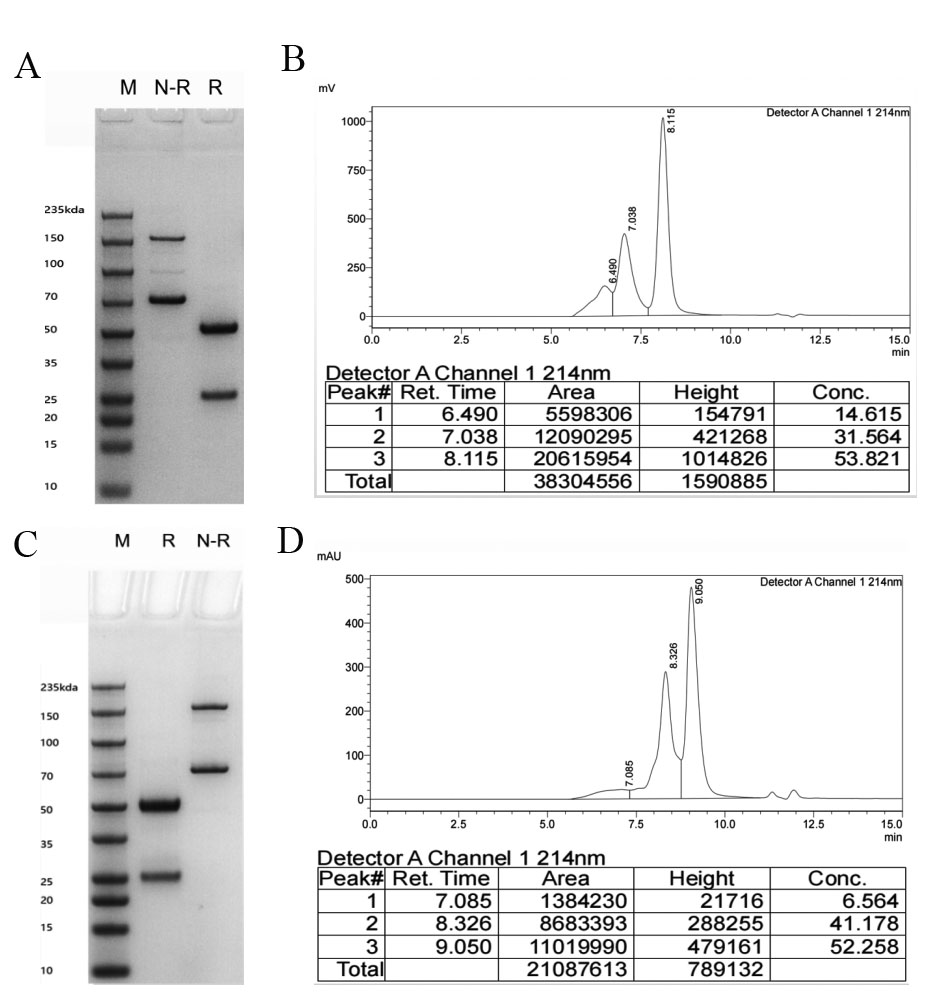 A
M N-R R
235kda
150
100
70
50
35
25
20
15
10
B
mV
Detector A Channel 1 214nm
1000
750
500
250
0
6.490
7.038
8.115
0.0 2.5 5.0 7.5 10.0 12.5 15.0
min
Detector A Channel 1 214nm
Peak# Ret. Time Area Height Conc.
1 6.490 5598306 154791 14.615
2 7.038 12090295 421268 31.564
3 8.115 20615954 1014826 53.821
Total 38304556 1590885
C
M R N-R
235kda
150
100
70
50
35
25
20
15
10
D
mAU
Detector A Channel 1 214nm
500
400
300
200
100
0
7.085
8.326
9.050
0.0 2.5 5.0 7.5 10.0 12.5 15.0
min
Detector A Channel 1 214nm
Peak# Ret. Time Area Height Conc.
1 7.085 1384230 21716 6.564
2 8.326 8683393 288255 41.178
3 9.050 11019990 479161 52.258
Total 21087613 789132